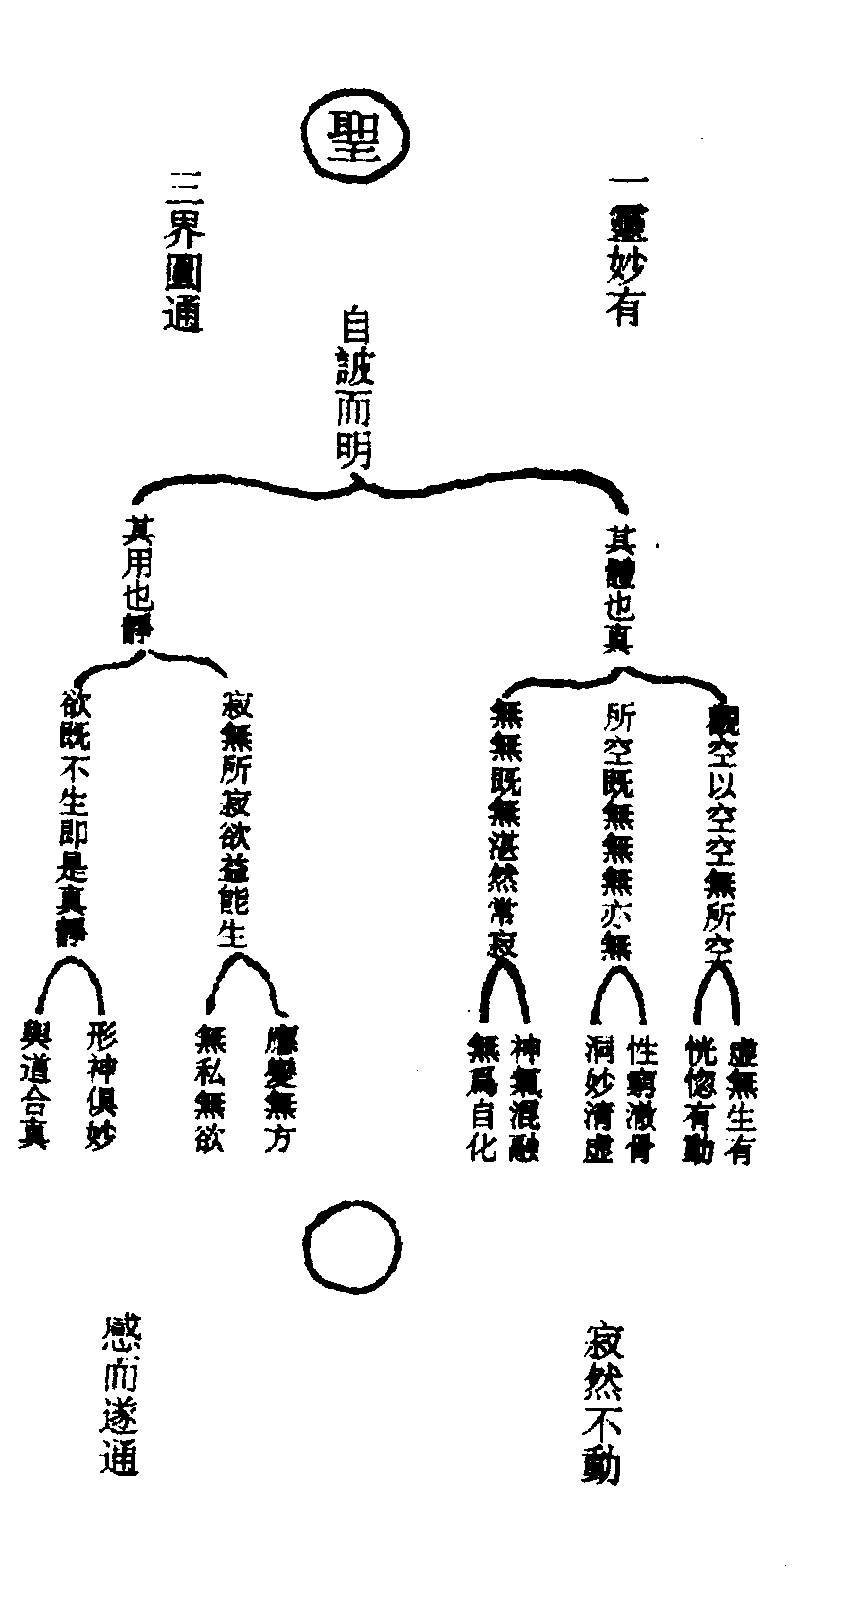 聖
一靈妙有
三界圓通
自誠而明
其體也真
其用也靜
觀空以空空無所空
所空既無無無亦無
無無既無湛然常寂
寂無所寂欲益能生
欲既不生即是真靜
虛無生有
恍惚有動
性窮徹骨
洞妙清虛
神氣混融
無爲自化
應變無方
無私無欲
形神俱妙
與道合真
寂然不動
感而遂通